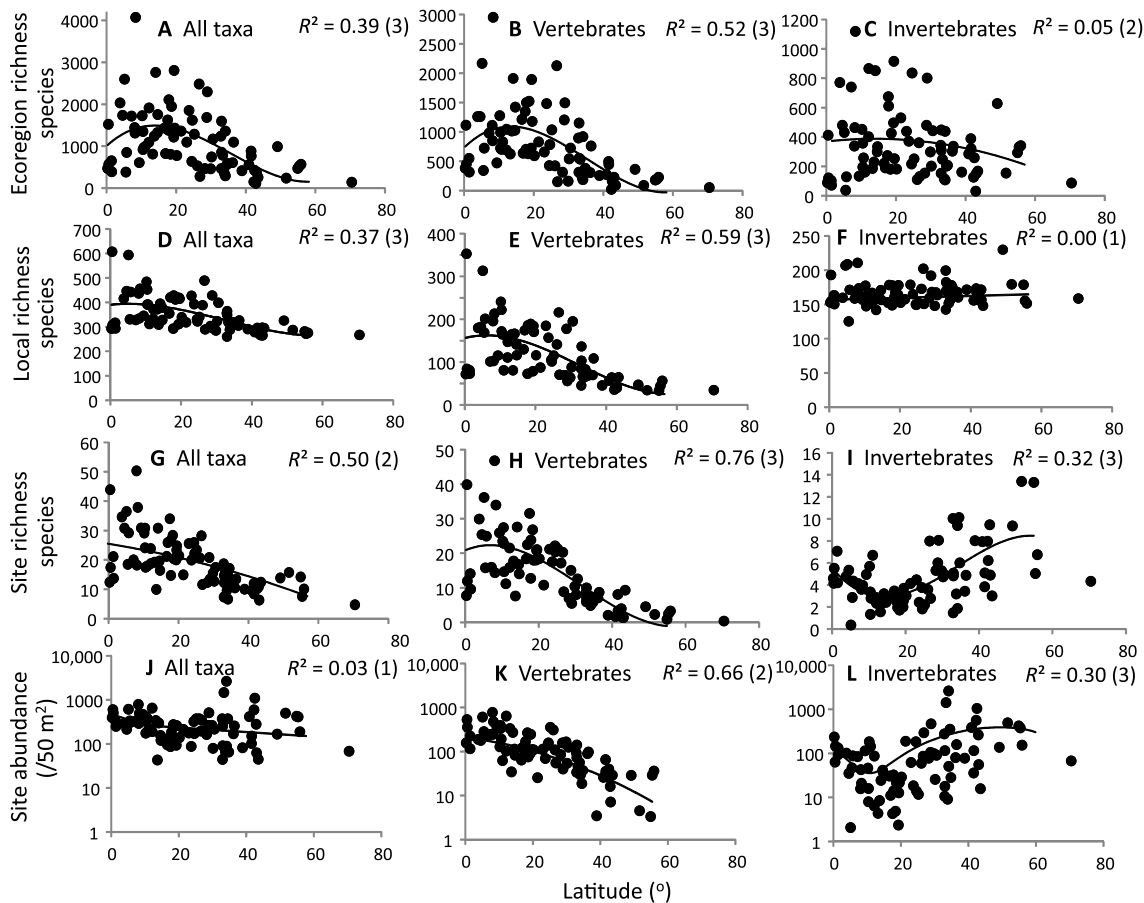 A All taxa R² = 0.39 (3)
Ecoregion richness
species
4000
3000
2000
1000
0
0 20 40 60 80
B Vertebrates R² = 0.52 (3)
3000
2500
2000
1500
1000
500
0
0 20 40 60 80
C Invertebrates R² = 0.05 (2)
1200
1000
800
600
400
200
0
0 20 40 60 80
D All taxa R² = 0.37 (3)
Local richness
species
700
600
500
400
300
200
100
0
0 20 40 60 80
E Vertebrates R² = 0.59 (3)
400
300
200
100
0
0 20 40 60 80
F Invertebrates R² = 0.00 (1)
250
200
150
100
50
0
0 20 40 60 80
G All taxa R² = 0.50 (2)
Site richness
species
60
50
40
30
20
10
0
0 20 40 60 80
H Vertebrates R² = 0.76 (3)
50
40
30
20
10
0
0 20 40 60 80
I Invertebrates R² = 0.32 (3)
16
14
12
10
8
6
4
2
0
0 20 40 60 80
J All taxa R² = 0.03 (1)
Site abundance
(/50 m²)
10,000
1000
100
10
1
0 20 40 60 80
K Vertebrates R² = 0.66 (2)
10,000
1000
100
10
1
0 20 40 60 80
L Invertebrates R² = 0.30 (3)
10,000
1000
100
10
1
0 20 40 60 80
Latitude (º)